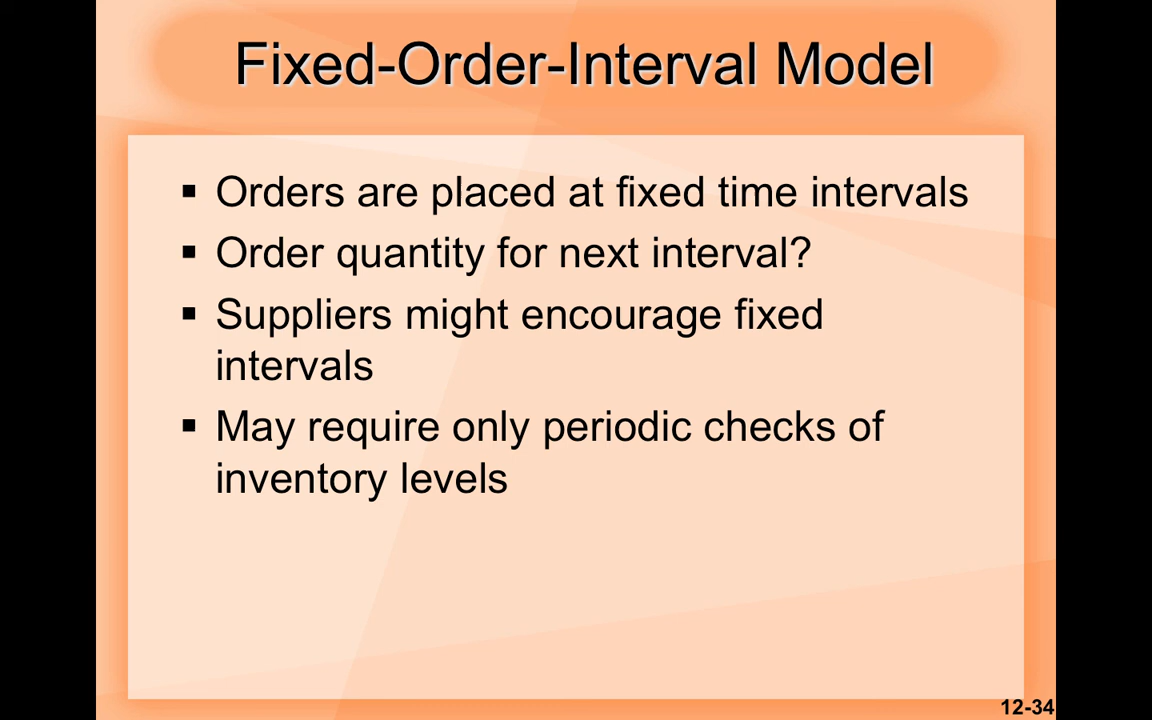 Fixed-Order-Interval Model
▪ Orders are placed at fixed time intervals
▪ Order quantity for next interval?
▪ Suppliers might encourage fixed
intervals
▪ May require only periodic checks of
inventory levels
12-34